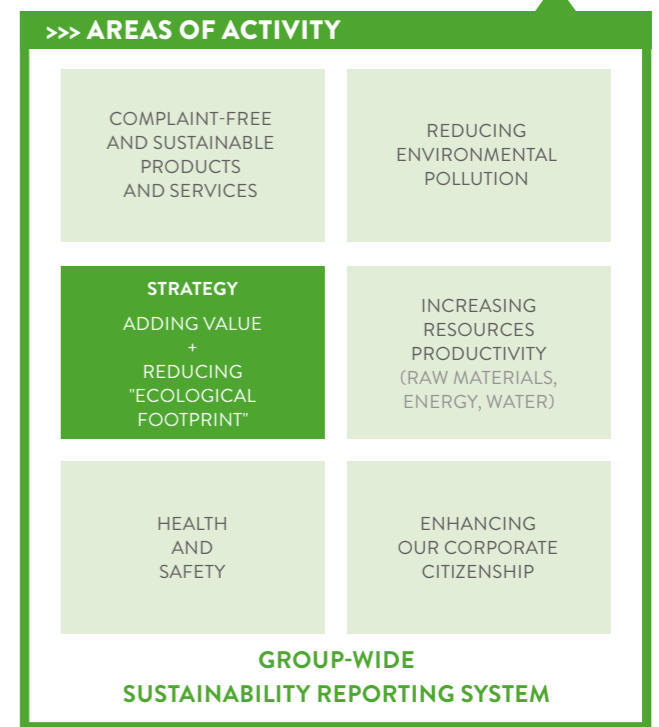 >>> AREAS OF ACTIVITY
COMPLAINT-FREE
AND SUSTAINABLE
PRODUCTS
AND SERVICES
REDUCING
ENVIRONMENTAL
POLLUTION
STRATEGY
ADDING VALUE
+
REDUCING
"ECOLOGICAL
FOOTPRINT"
INCREASING
RESOURCES
PRODUCTIVITY
(RAW MATERIALS,
ENERGY, WATER)
HEALTH
AND
SAFETY
ENHANCING
OUR CORPORATE
CITIZENSHIP
GROUP-WIDE
SUSTAINABILITY REPORTING SYSTEM